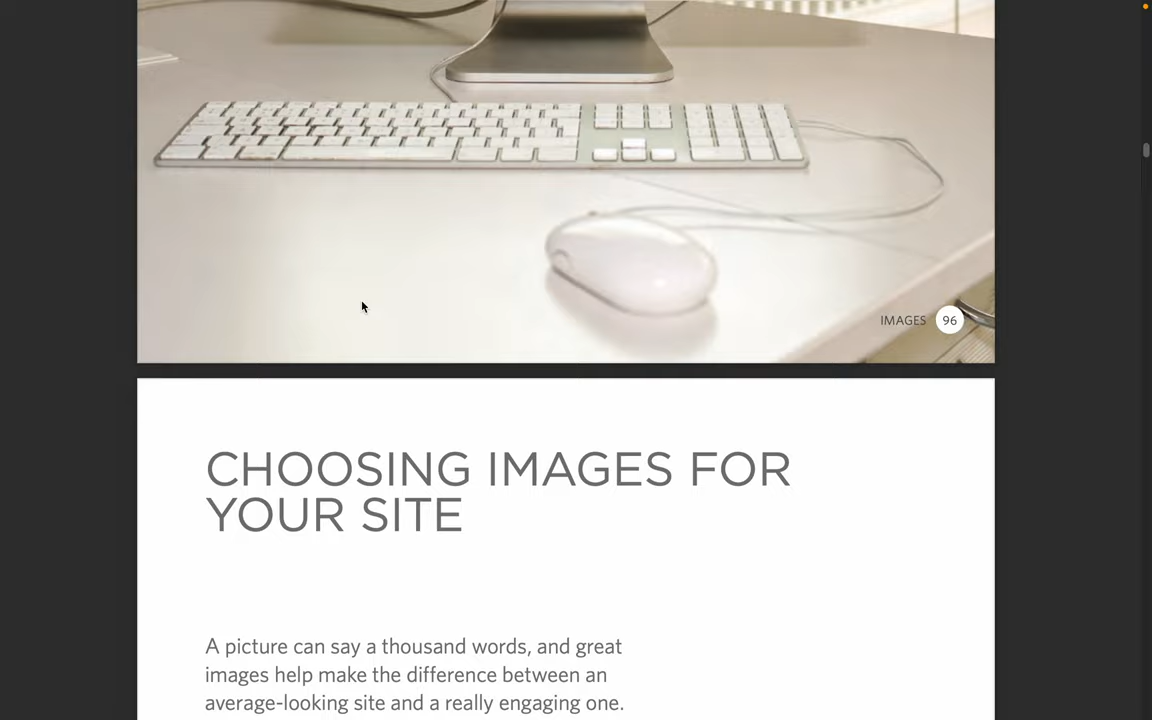 IMAGES 96
CHOOSING IMAGES FOR
YOUR SITE
A picture can say a thousand words, and great
images help make the difference between an
average-looking site and a really engaging one.